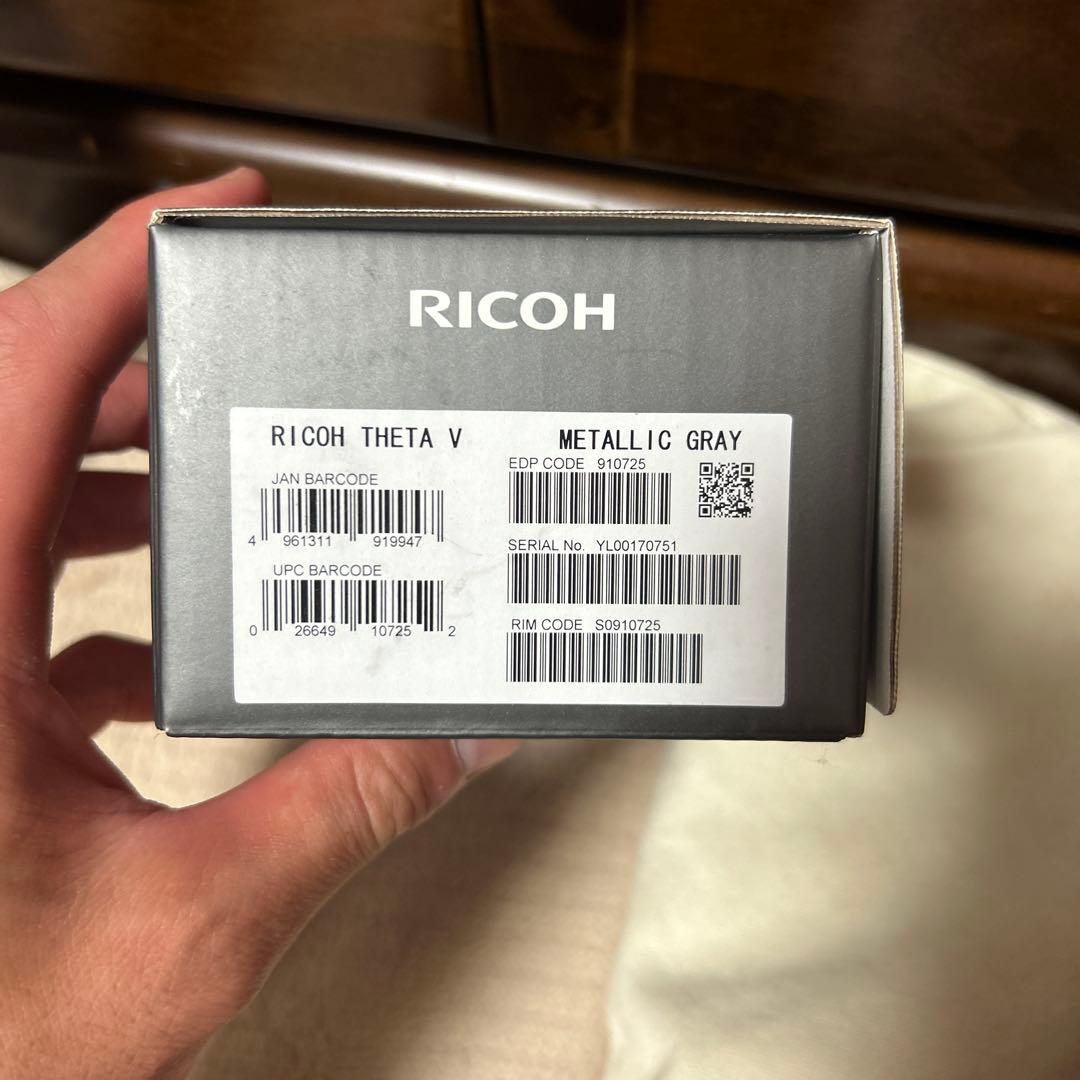 RICOH
RICOH THETA V METALLIC GRAY
JAN BARCODE
4 961311 919947
UPC BARCODE
0 26649 10725 2
EDP CODE 910725
SERIAL No. YL00170751
RIM CODE S0910725